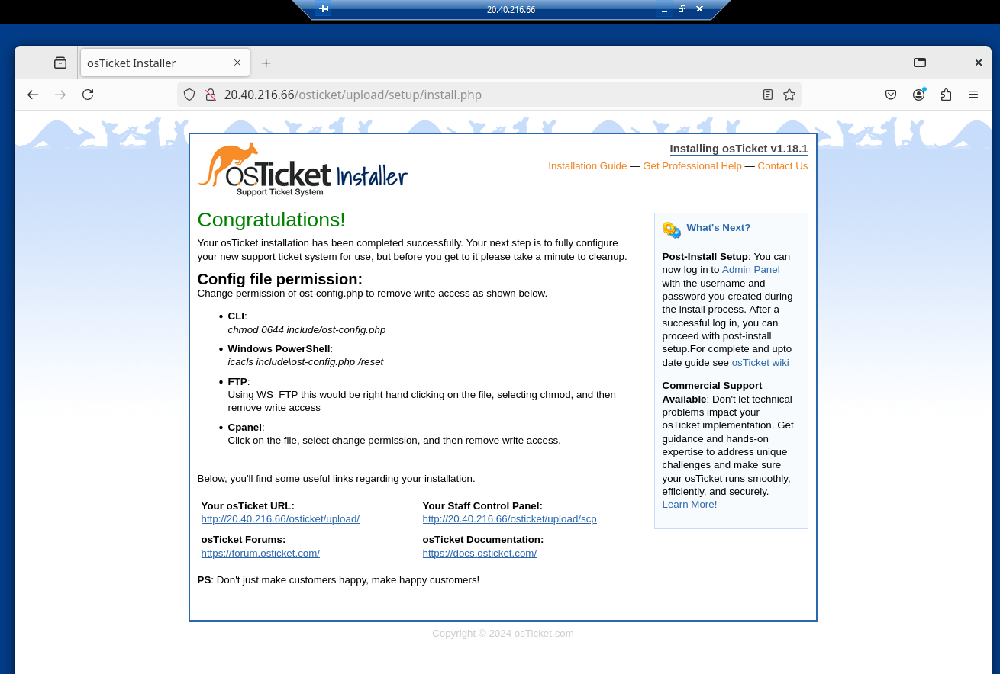 20.40.216.66
osTicket Installer
20.40.216.66/osticket/upload/setup/install.php
osTicket Installer
Support Ticket System
Installing osTicket v1.18.1
Installation Guide — Get Professional Help — Contact Us
Congratulations!
Your osTicket installation has been completed successfully. Your next step is to fully configure
your new support ticket system for use, but before you get to it please take a minute to cleanup.
Config file permission:
Change permission of ost-config.php to remove write access as shown below.
• CLI:
chmod 0644 include/ost-config.php
• Windows PowerShell:
icacls include\ost-config.php /reset
• FTP:
Using WS_FTP this would be right hand clicking on the file, selecting chmod, and then
remove write access
• Cpanel:
Click on the file, select change permission, and then remove write access.
Below, you'll find some useful links regarding your installation.
Your osTicket URL:
http://20.40.216.66/osticket/upload/
Your Staff Control Panel:
http://20.40.216.66/osticket/upload/scp
osTicket Forums:
https://forum.osticket.com/
osTicket Documentation:
https://docs.osticket.com/
PS: Don't just make customers happy, make happy customers!
What's Next?
Post-Install Setup: You can
now log in to Admin Panel
with the username and
password you created during
the install process. After a
successful log in, you can
proceed with post-install
setup.For complete and upto
date guide see osTicket wiki
Commercial Support
Available: Don't let technical
problems impact your
osTicket implementation. Get
guidance and hands-on
expertise to address unique
challenges and make sure
your osTicket runs smoothly,
efficiently, and securely.
Learn More!
Copyright © 2024 osTicket.com